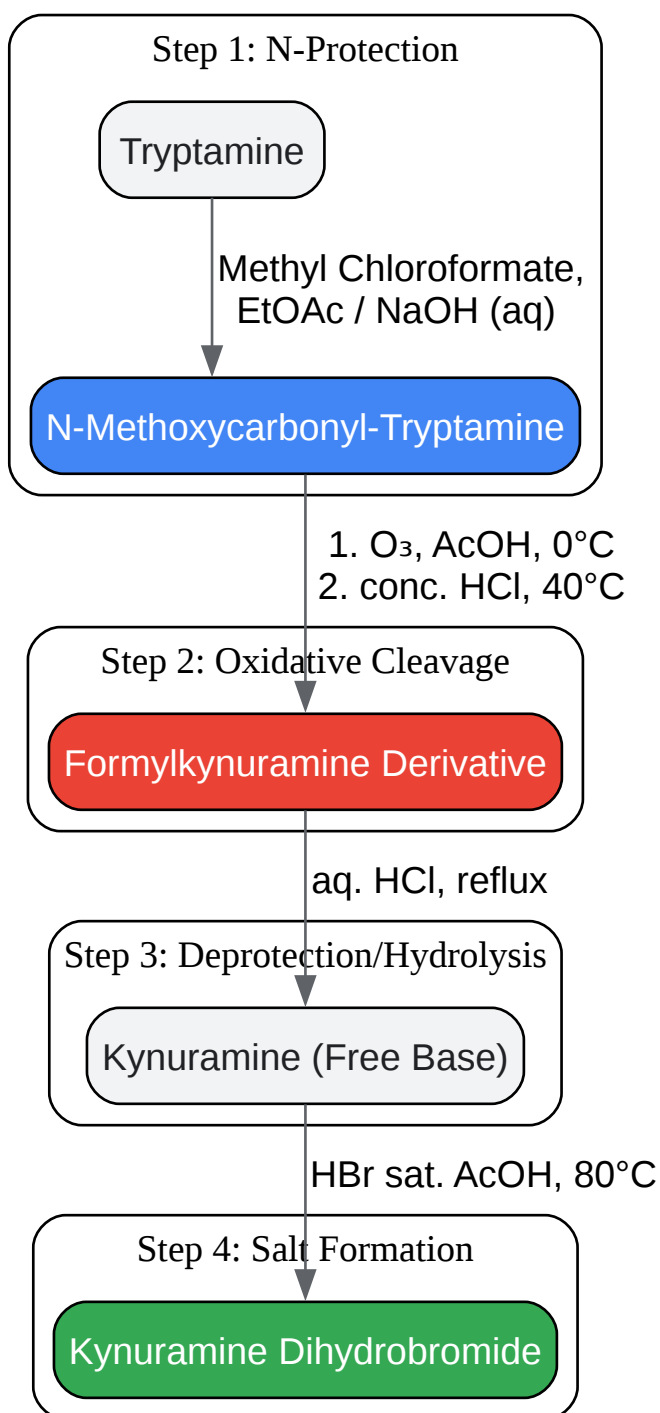 Step 1: N-Protection
Tryptamine
Methyl Chloroformate,
EtOAc / NaOH (aq)
N-Methoxycarbonyl-Tryptamine
1. O₃, AcOH, 0°C
2. conc. HCl, 40°C
Step 2: Oxidative Cleavage
Formylkynuramine Derivative
aq. HCl, reflux
Step 3: Deprotection/Hydrolysis
Kynuramine (Free Base)
HBr sat. AcOH, 80°C
Step 4: Salt Formation
Kynuramine Dihydrobromide